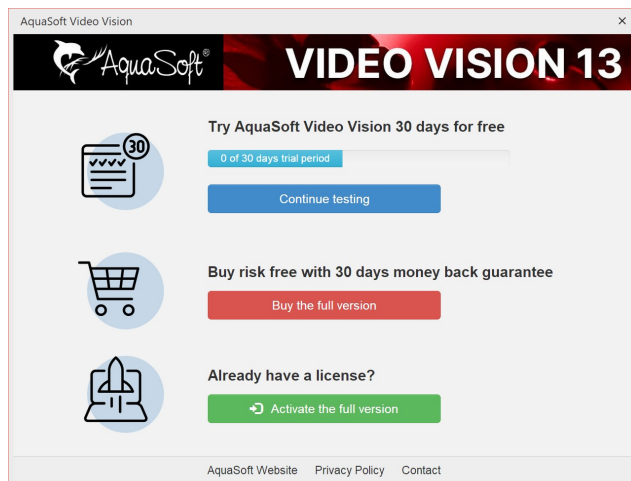 AquaSoft Video Vision
AquaSoft® VIDEO VISION 13
Try AquaSoft Video Vision 30 days for free
30
0 of 30 days trial period
Continue testing
Buy risk free with 30 days money back guarantee
Buy the full version
Already have a license?
Activate the full version
AquaSoft Website Privacy Policy Contact